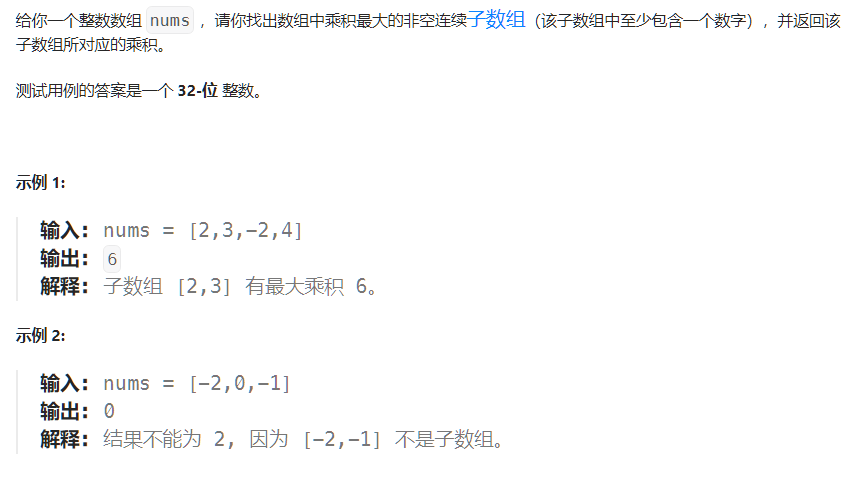 给你一个整数数组 nums ，请你找出数组中乘积最大的非空连续子数组（该子数组中至少包含一个数字），并返回该
子数组所对应的乘积。
测试用例的答案是一个 32-位 整数。
示例 1:
输入: nums = [2,3,-2,4]
输出: 6
解释: 子数组 [2,3] 有最大乘积 6。
示例 2:
输入: nums = [-2,0,-1]
输出: 0
解释: 结果不能为 2, 因为 [-2,-1] 不是子数组。